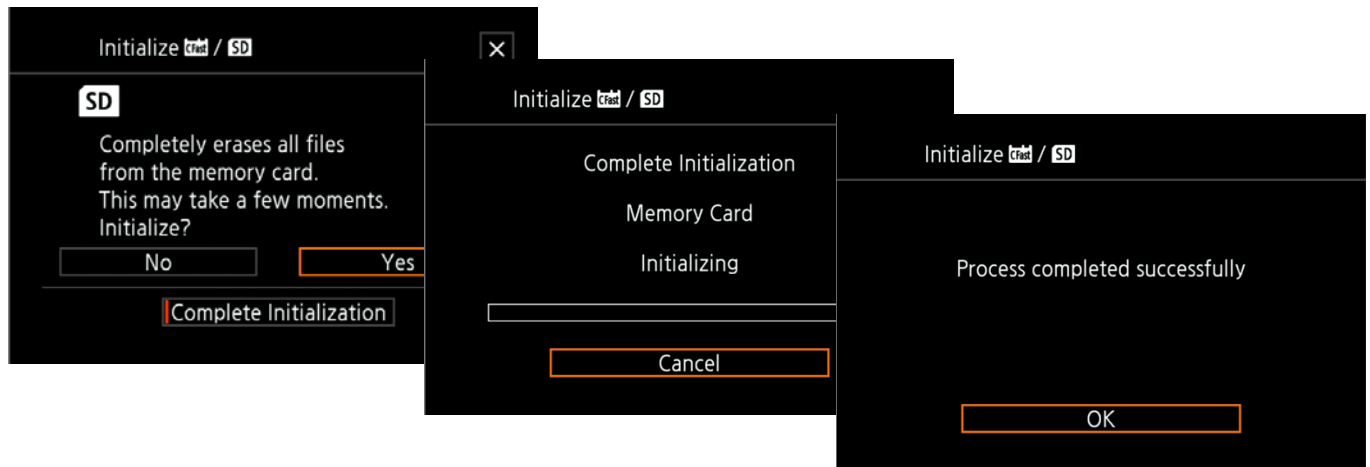 Initialize CFast / SD
SD
Completely erases all files
from the memory card.
This may take a few moments.
Initialize?
No
Yes
Complete Initialization
Initialize CFast / SD
Complete Initialization
Memory Card
Initializing
Cancel
Initialize CFast / SD
Process completed successfully
OK